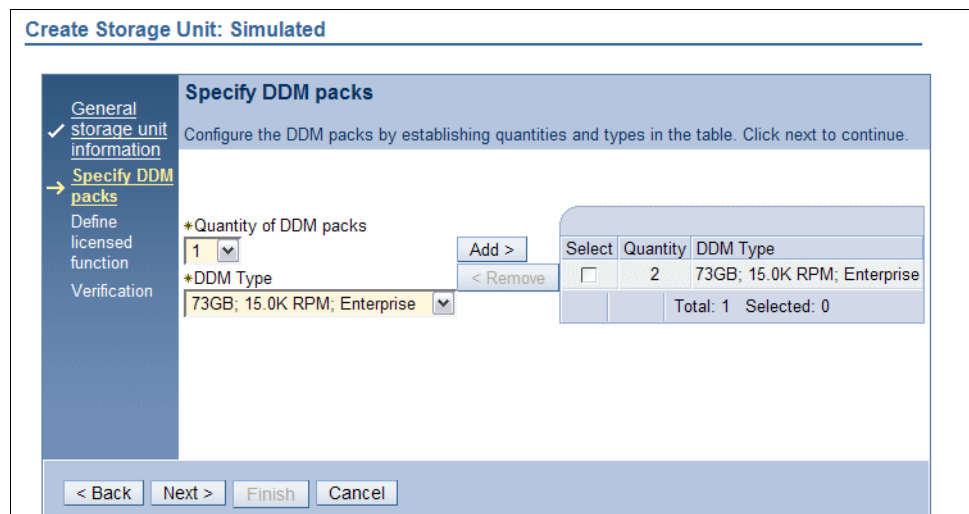 Create Storage Unit: Simulated
General
storage unit
information
Specify DDM
packs
Define
licensed
function
Verification
Specify DDM packs
Configure the DDM packs by establishing quantities and types in the table. Click next to continue.
*Quantity of DDM packs
1
*DDM Type
73GB; 15.0K RPM; Enterprise
Add >
< Remove
Select Quantity DDM Type
2 73GB; 15.0K RPM; Enterprise
Total: 1 Selected: 0
< Back Next > Finish Cancel